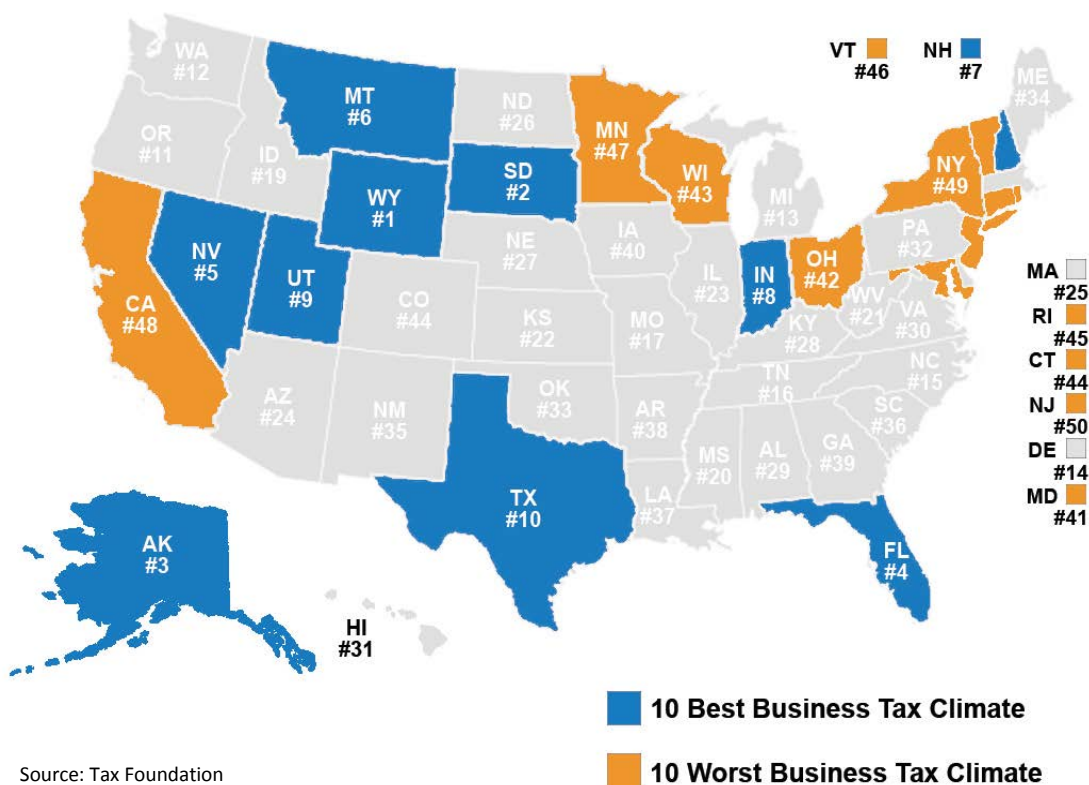 VT
#46
NH
#7
WA
#12
MT
#6
ND
#26
MN
#47
ME
#34
OR
#11
ID
#19
WY
#1
SD
#2
WI
#43
MI
#13
NY
#49
CA
#48
NV
#5
UT
#9
CO
#44
NE
#27
IA
#40
IL
#23
IN
#8
OH
#42
PA
#32
WV
#21
VA
#30
KS
#22
MO
#17
KY
#28
NC
#15
TN
#16
AZ
#24
NM
#35
OK
#33
AR
#38
SC
#36
MS
#20
AL
#29
GA
#39
TX
#10
LA
#37
FL
#4
MA
#25
RI
#45
CT
#44
NJ
#50
DE
#14
MD
#41
AK
#3
HI
#31
10 Best Business Tax Climate
10 Worst Business Tax Climate
Source: Tax Foundation